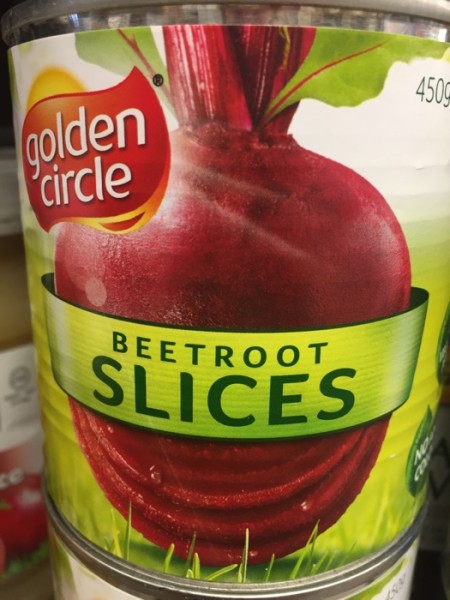 450g
golden
circle
®
BEETROOT
SLICES